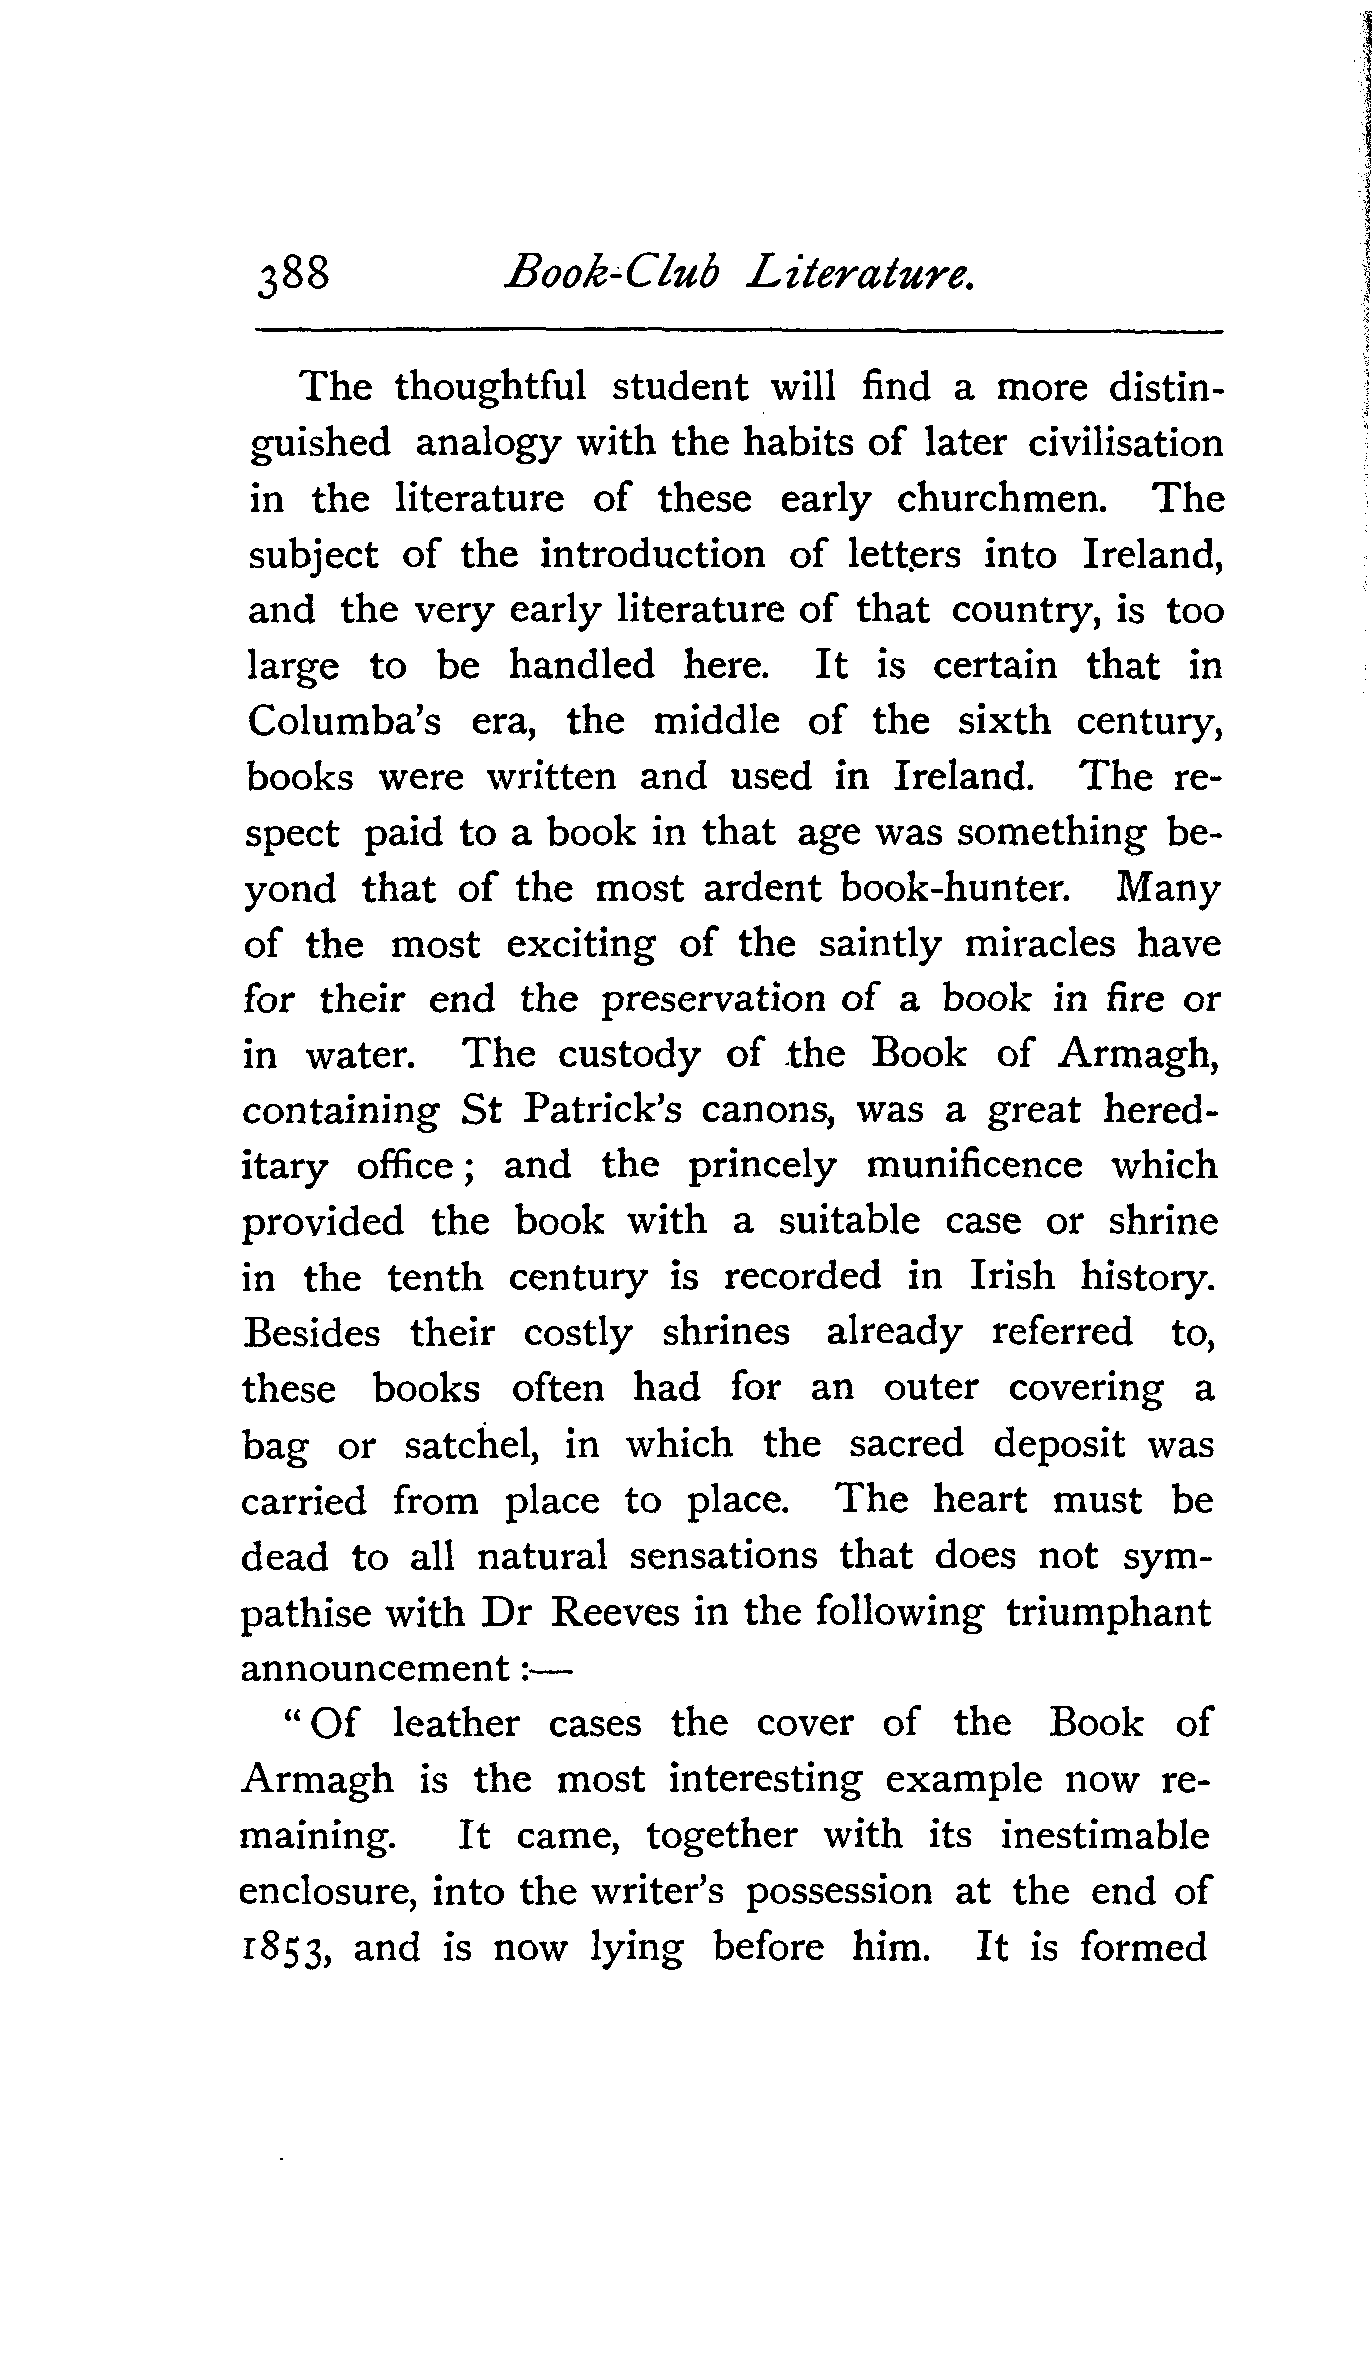 388 Book-Club Literature.
The thoughtful student will find a more distin-
guished analogy with the habits of later civilisation
in the literature of these early churchmen. The
subject of the introduction of letters into Ireland,
and the very early literature of that country, is too
large to be handled here. It is certain that in
Columba's era, the middle of the sixth century,
books were written and used in Ireland. The re-
spect paid to a book in that age was something be-
yond that of the most ardent book-hunter. Many
of the most exciting of the saintly miracles have
for their end the preservation of a book in fire or
in water. The custody of the Book of Armagh,
containing St Patrick's canons, was a great hered-
itary office; and the princely munificence which
provided the book with a suitable case or shrine
in the tenth century is recorded in Irish history.
Besides their costly shrines already referred to,
these books often had for an outer covering a
bag or satchel, in which the sacred deposit was
carried from place to place. The heart must be
dead to all natural sensations that does not sym-
pathise with Dr Reeves in the following triumphant
announcement:—
"Of leather cases the cover of the Book of
Armagh is the most interesting example now re-
maining. It came, together with its inestimable
enclosure, into the writer's possession at the end of
1853, and is now lying before him. It is formed